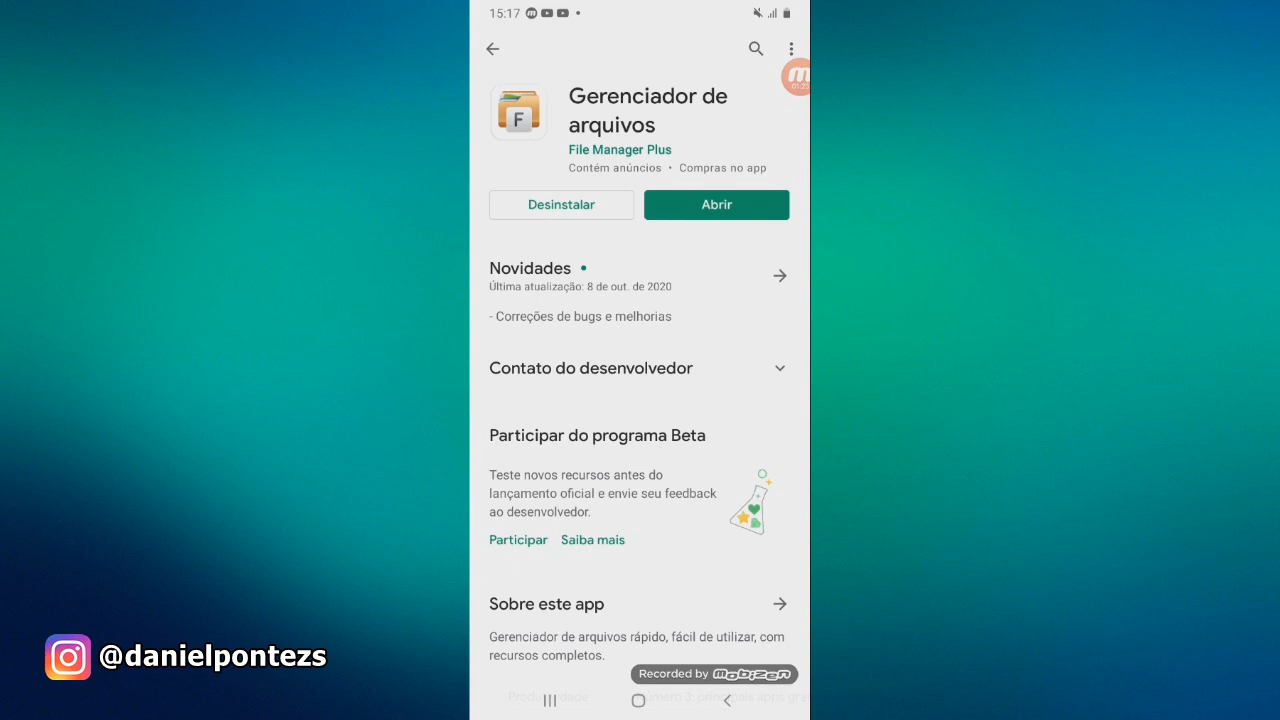 15:17
Gerenciador de
arquivos
File Manager Plus
Contém anúncios • Compras no app
Desinstalar
Abrir
Novidades •
Última atualização: 8 de out. de 2020
- Correções de bugs e melhorias
Contato do desenvolvedor
Participar do programa Beta
Teste novos recursos antes do
lançamento oficial e envie seu feedback
ao desenvolvedor.
Participar
Saiba mais
Sobre este app
Gerenciador de arquivos rápido, fácil de utilizar, com
recursos completos.
Recorded by mobizen
@danielpontezs
F